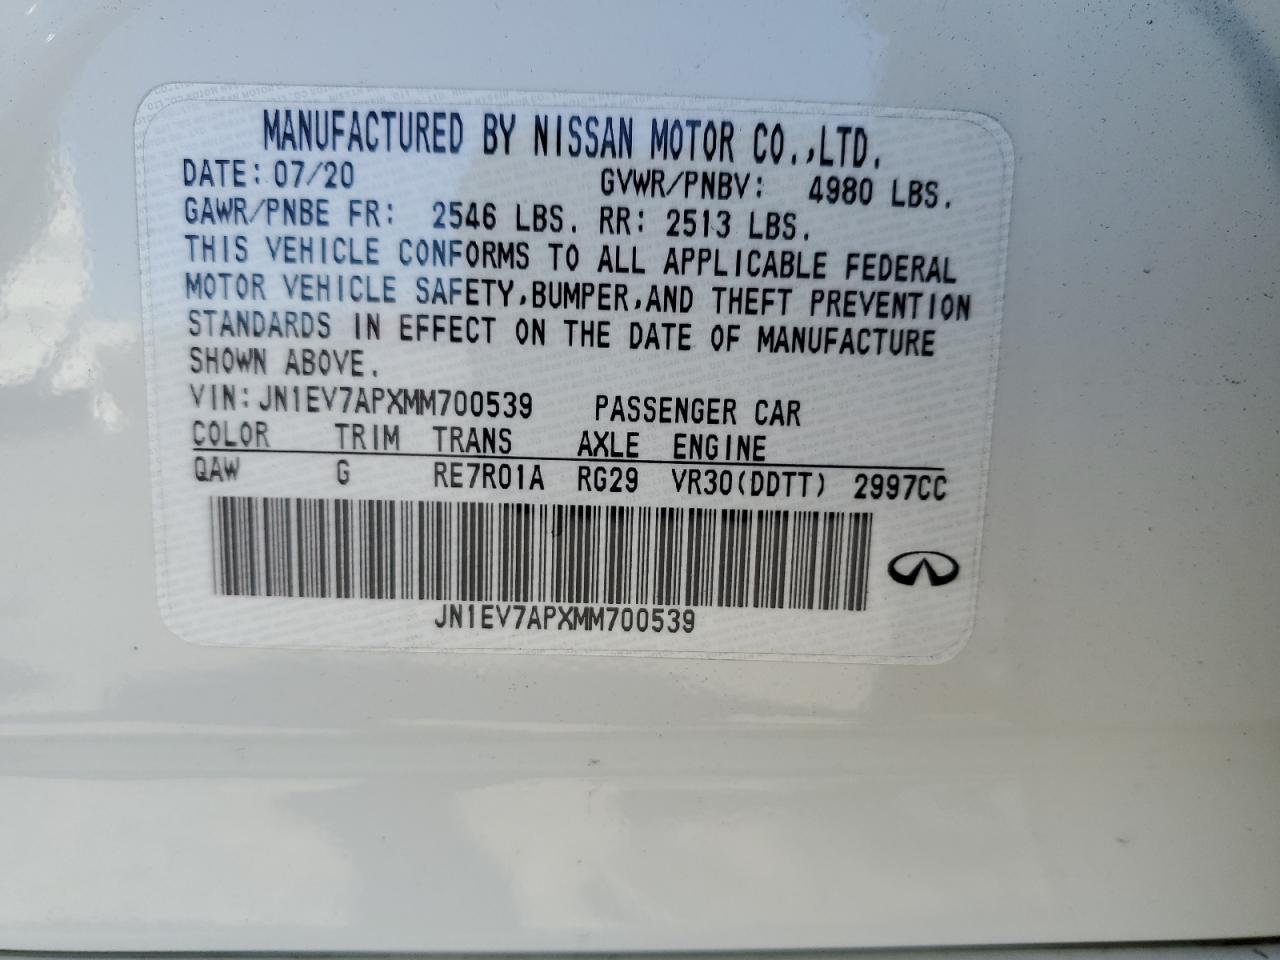 MANUFACTURED BY NISSAN MOTOR CO.,LTD.
DATE: 07/20 GVWR/PNBV: 4980 LBS.
GAWR/PNBE FR: 2546 LBS. RR: 2513 LBS.
THIS VEHICLE CONFORMS TO ALL APPLICABLE FEDERAL
MOTOR VEHICLE SAFETY,BUMPER,AND THEFT PREVENTION
STANDARDS IN EFFECT ON THE DATE OF MANUFACTURE
SHOWN ABOVE.
VIN:JN1EV7APXMM700539 PASSENGER CAR
COLOR TRIM TRANS AXLE ENGINE
QAW G RE7R01A RG29 VR30(DDTT) 2997CC
JN1EV7APXMM700539